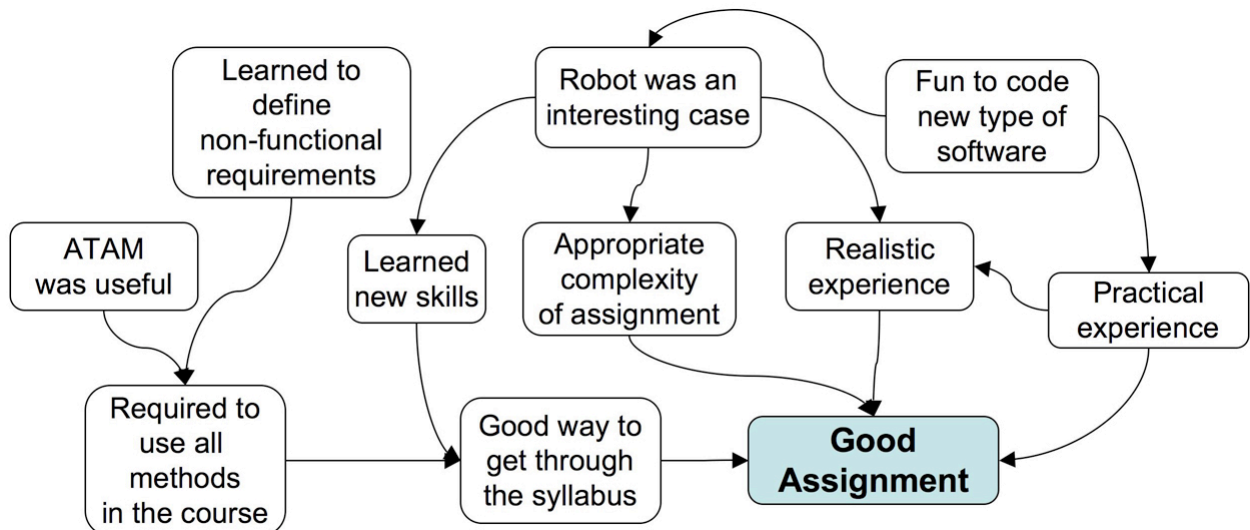 Learned to
define
non-functional
requirements
Robot was an
interesting case
Fun to code
new type of
software
ATAM
was useful
Learned
new skills
Appropriate
complexity
of assignment
Realistic
experience
Practical
experience
Required to
use all
methods
in the course
Good way to
get through
the syllabus
Good
Assignment